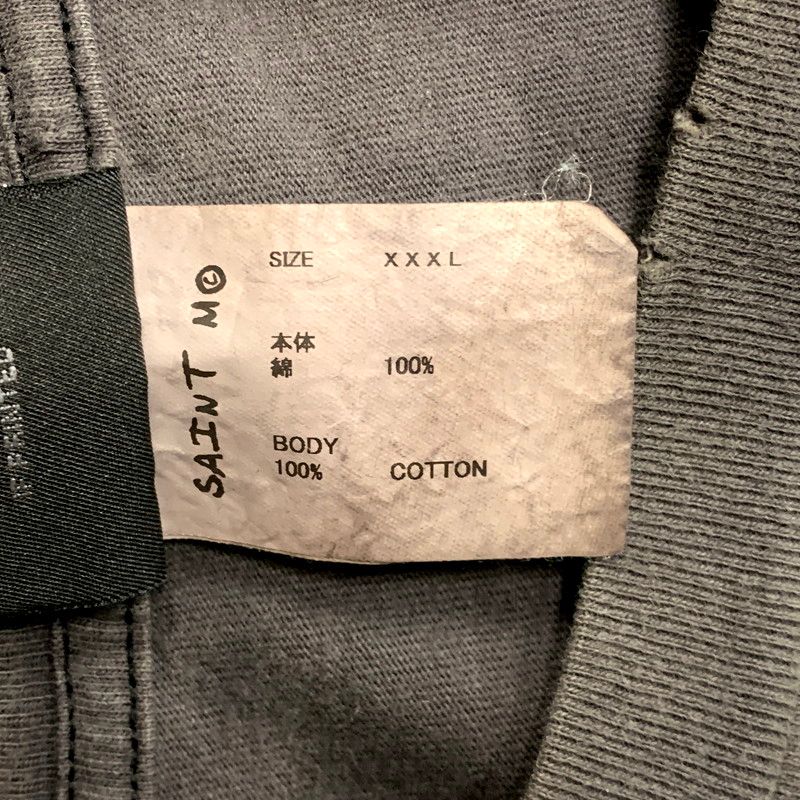 SAINT M©
SIZE XXXL
本体
綿 100%
BODY
100% COTTON